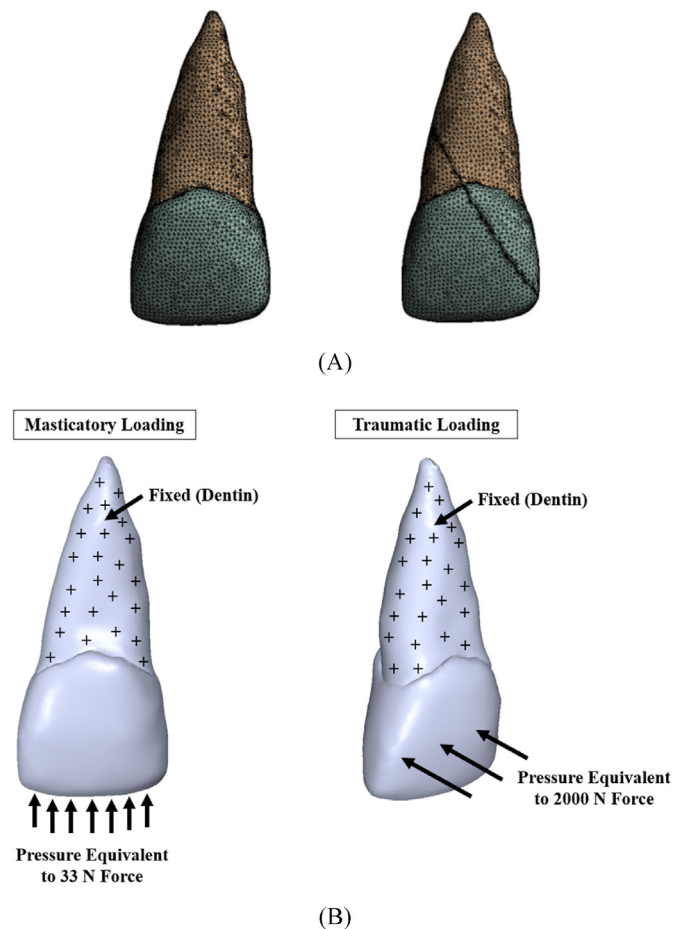 (A)
Masticatory Loading
Traumatic Loading
Fixed (Dentin)
Fixed (Dentin)
Pressure Equivalent
to 2000 N Force
Pressure Equivalent
to 33 N Force
(B)